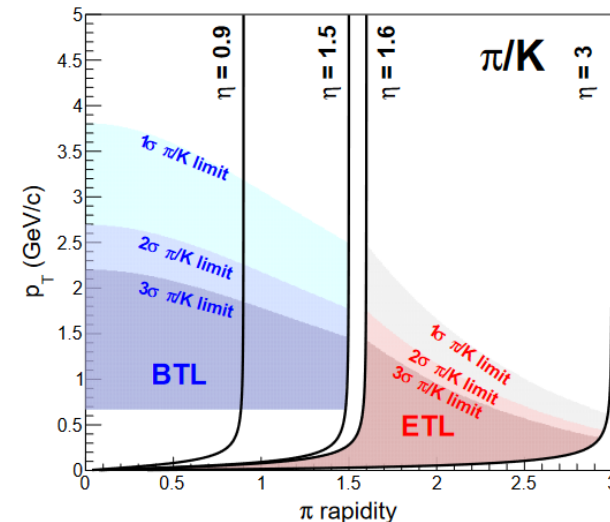 5
4.5
4
3.5
3
2.5
2
1.5
1
0.5
0
p_T (GeV/c)
η = 0.9
η = 1.5
η = 1.6
π/K
η = 3
1σ π/K limit
2σ π/K limit
3σ π/K limit
BTL
1σ π/K limit
2σ π/K limit
3σ π/K limit
ETL
0 0.5 1 1.5 2 2.5 3
π rapidity